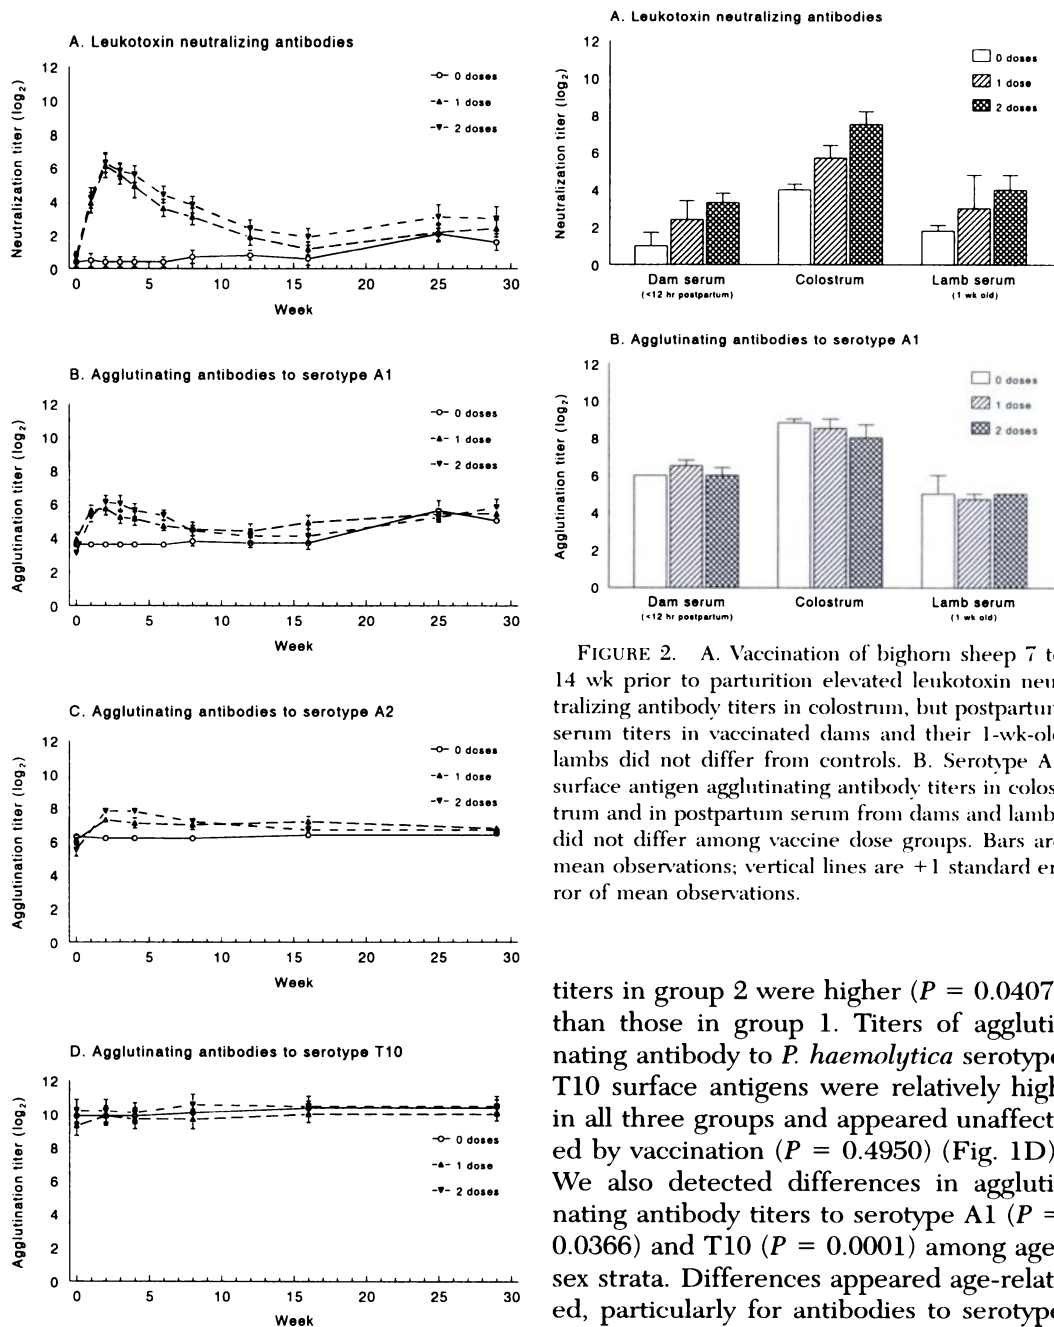 A. Leukotoxin neutralizing antibodies
12
10
8
6
4
2
0
Neutralization titer (log2)
0 doses
1 dose
2 doses
0 5 10 15 20 25 30
Week
B. Agglutinating antibodies to serotype A1
12
10
8
6
4
2
0
Agglutination titer (log2)
0 doses
1 dose
2 doses
0 5 10 15 20 25 30
Week
C. Agglutinating antibodies to serotype A2
12
10
8
6
4
2
0
Agglutination titer (log2)
0 doses
1 dose
2 doses
0 5 10 15 20 25 30
Week
D. Agglutinating antibodies to serotype T10
12
10
8
6
4
2
0
Agglutination titer (log2)
0 doses
1 dose
2 doses
0 5 10 15 20 25 30
Week
A. Leukotoxin neutralizing antibodies
12
10
8
6
4
2
0
Neutralization titer (log2)
0 doses
1 dose
2 doses
Dam serum Colostrum Lamb serum
(<12 hr postpartum) (1 wk old)
B. Agglutinating antibodies to serotype A1
12
10
8
6
4
2
0
Agglutination titer (log2)
0 doses
1 dose
2 doses
Dam serum Colostrum Lamb serum
(<12 hr postpartum) (1 wk old)
FIGURE 2. A. Vaccination of bighorn sheep 7 t
14 wk prior to parturition elevated leukotoxin neu
tralizing antibody titers in colostrum, but postpartu
serum titers in vaccinated dams and their 1-wk-ol
lambs did not differ from controls. B. Serotype A
surface antigen agglutinating antibody titers in colos
trum and in postpartum serum from dams and lamb
did not differ among vaccine dose groups. Bars ar
mean observations; vertical lines are +1 standard er
ror of mean observations.
titers in group 2 were higher (P = 0.0407
than those in group 1. Titers of aggluti
nating antibody to P. haemolytica serotype
T10 surface antigens were relatively high
in all three groups and appeared unaffect
ed by vaccination (P = 0.4950) (Fig. 1D)
We also detected differences in aggluti
nating antibody titers to serotype A1 (P =
0.0366) and T10 (P = 0.0001) among age
sex strata. Differences appeared age-relat
ed, particularly for antibodies to serotype